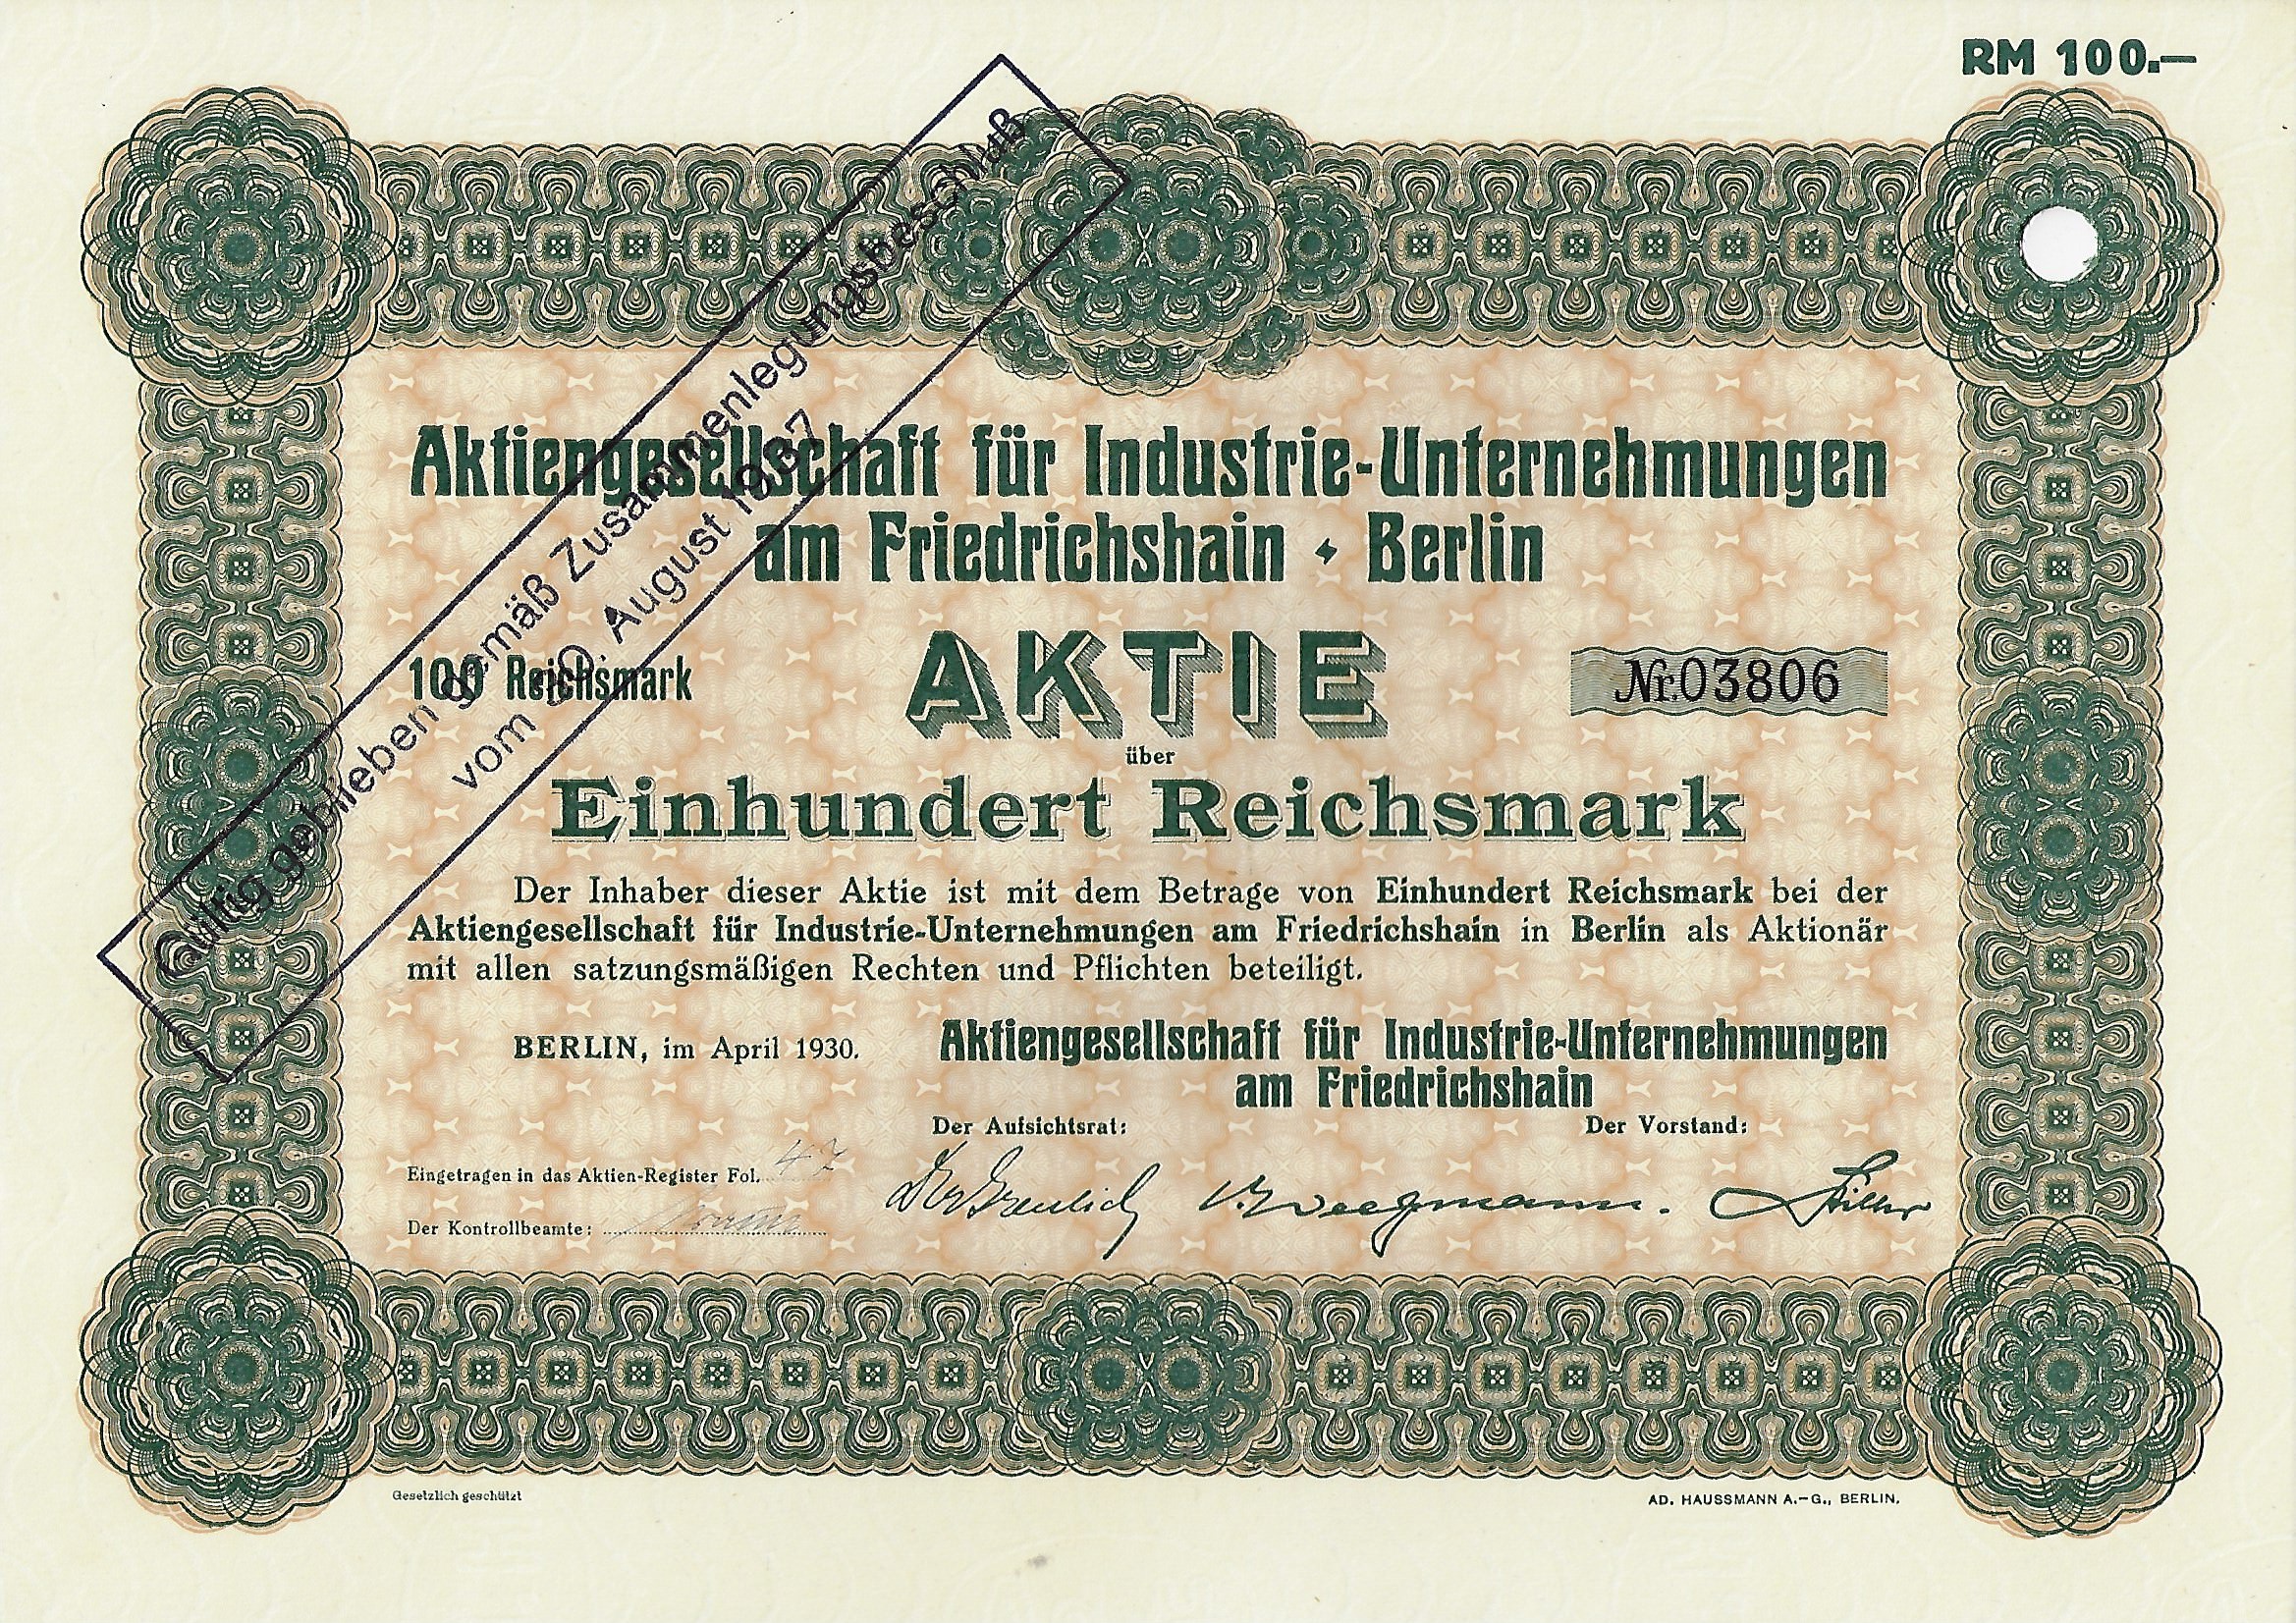 RM 100.—
Gültig geblieben gemäß Zusammenlegungsbeschluß
vom 30. August 1937
Aktiengesellschaft für Industrie-Unternehmungen
am Friedrichshain • Berlin
100 Reichsmark
AKTIE
Nr. 03806
über
Einhundert Reichsmark
Der Inhaber dieser Aktie ist mit dem Betrage von Einhundert Reichsmark bei der
Aktiengesellschaft für Industrie-Unternehmungen am Friedrichshain in Berlin als Aktionär
mit allen satzungsmäßigen Rechten und Pflichten beteiligt.
BERLIN, im April 1930.
Aktiengesellschaft für Industrie-Unternehmungen
am Friedrichshain
Der Aufsichtsrat:
Der Vorstand:
Eingetragen in das Aktien-Register Fol. 47
Der Kontrollbeamte:
Gesetzlich geschützt
AD. HAUSSMANN A.-G., BERLIN.